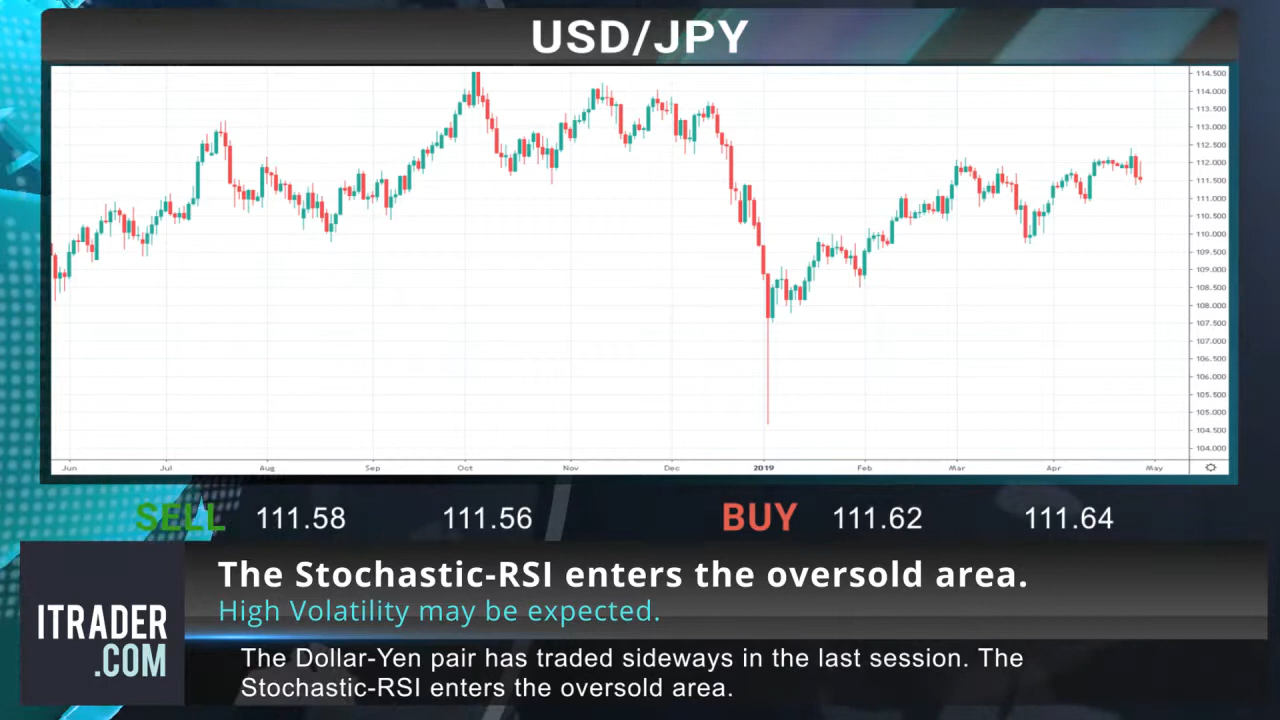 USD/JPY
114.500
114.000
113.500
113.000
112.500
112.000
111.500
111.000
110.500
110.000
109.500
109.000
108.500
108.000
107.500
107.000
106.500
106.000
105.500
105.000
104.500
104.000
Jun Jul Aug Sep Oct Nov Dec 2019 Feb Mar Apr May
SELL 111.58 111.56 BUY 111.62 111.64
ITRADER
.COM
The Stochastic-RSI enters the oversold area.
High Volatility may be expected.
The Dollar-Yen pair has traded sideways in the last session. The
Stochastic-RSI enters the oversold area.